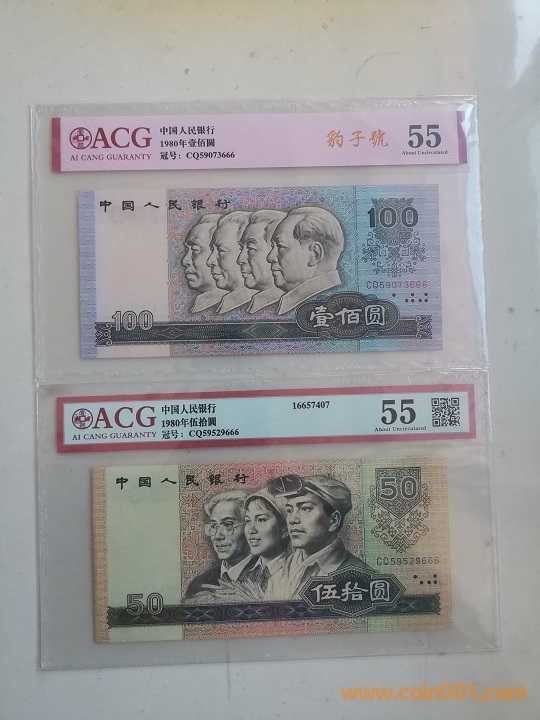 ACG
AI CANG GUARANTY
中国人民银行
1980年壹佰圆
冠号: CQ59073666
豹子號
55
About Uncirculated
中国人民银行
100
CQ59073666
100
壹佰圆
ACG
AI CANG GUARANTY
中国人民银行
1980年伍拾圆
冠号: CQ59529666
16657407
55
About Uncirculated
中国人民银行
50
CQ59529666
50
伍拾圆
www.coin001.com